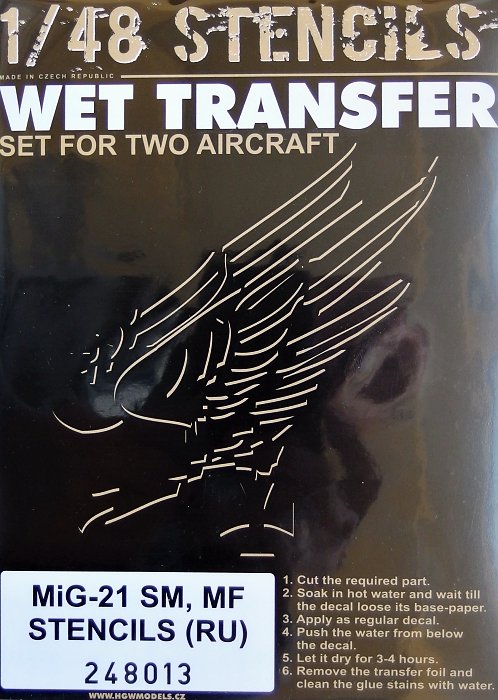 1/48 STENCILS
MADE IN CZECH REPUBLIC
WET TRANSFER
SET FOR TWO AIRCRAFT
MiG-21 SM, MF
STENCILS (RU)
248013
WWW.HGWMODELS.CZ
1. Cut the required part.
2. Soak in hot water and wait till
the decal loose its base-paper.
3. Apply as regular decal.
4. Push the water from below
the decal.
5. Let it dry for 3-4 hours.
6. Remove the transfer foil and
clean the glue stains with water.